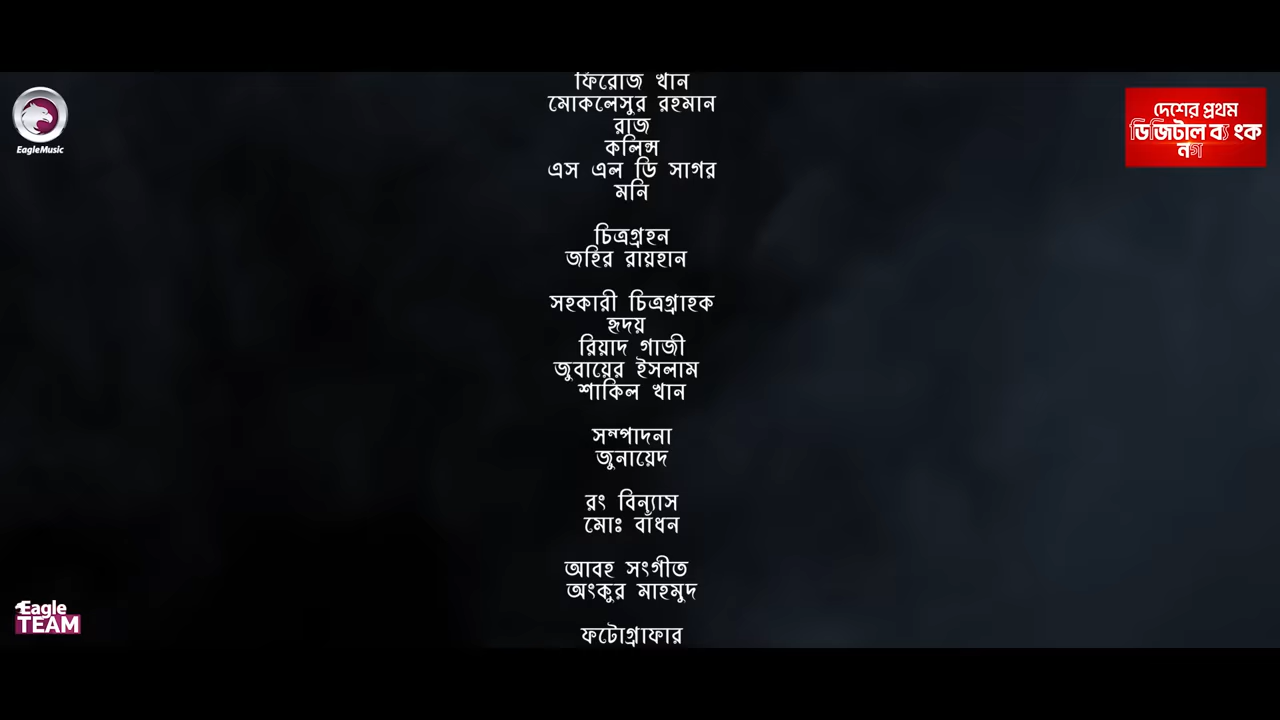 ফিরোজ খান
মোকলেসুর রহমান
রাজ
কলিন্স
এস এল ডি সাগর
মনি
চিত্রগ্রহন
জহির রায়হান
সহকারী চিত্রগ্রাহক
হৃদয়
রিয়াদ গাজী
জুবায়ের ইসলাম
শাকিল খান
সম্পাদনা
জুনায়েদ
রং বিন্যাস
মোঃ বাঁধন
আবহ সংগীত
অংকুর মাহমুদ
ফটোগ্রাফার
EagleMusic
দেশের প্রথম
ডিজিটাল
Eagle
TEAM